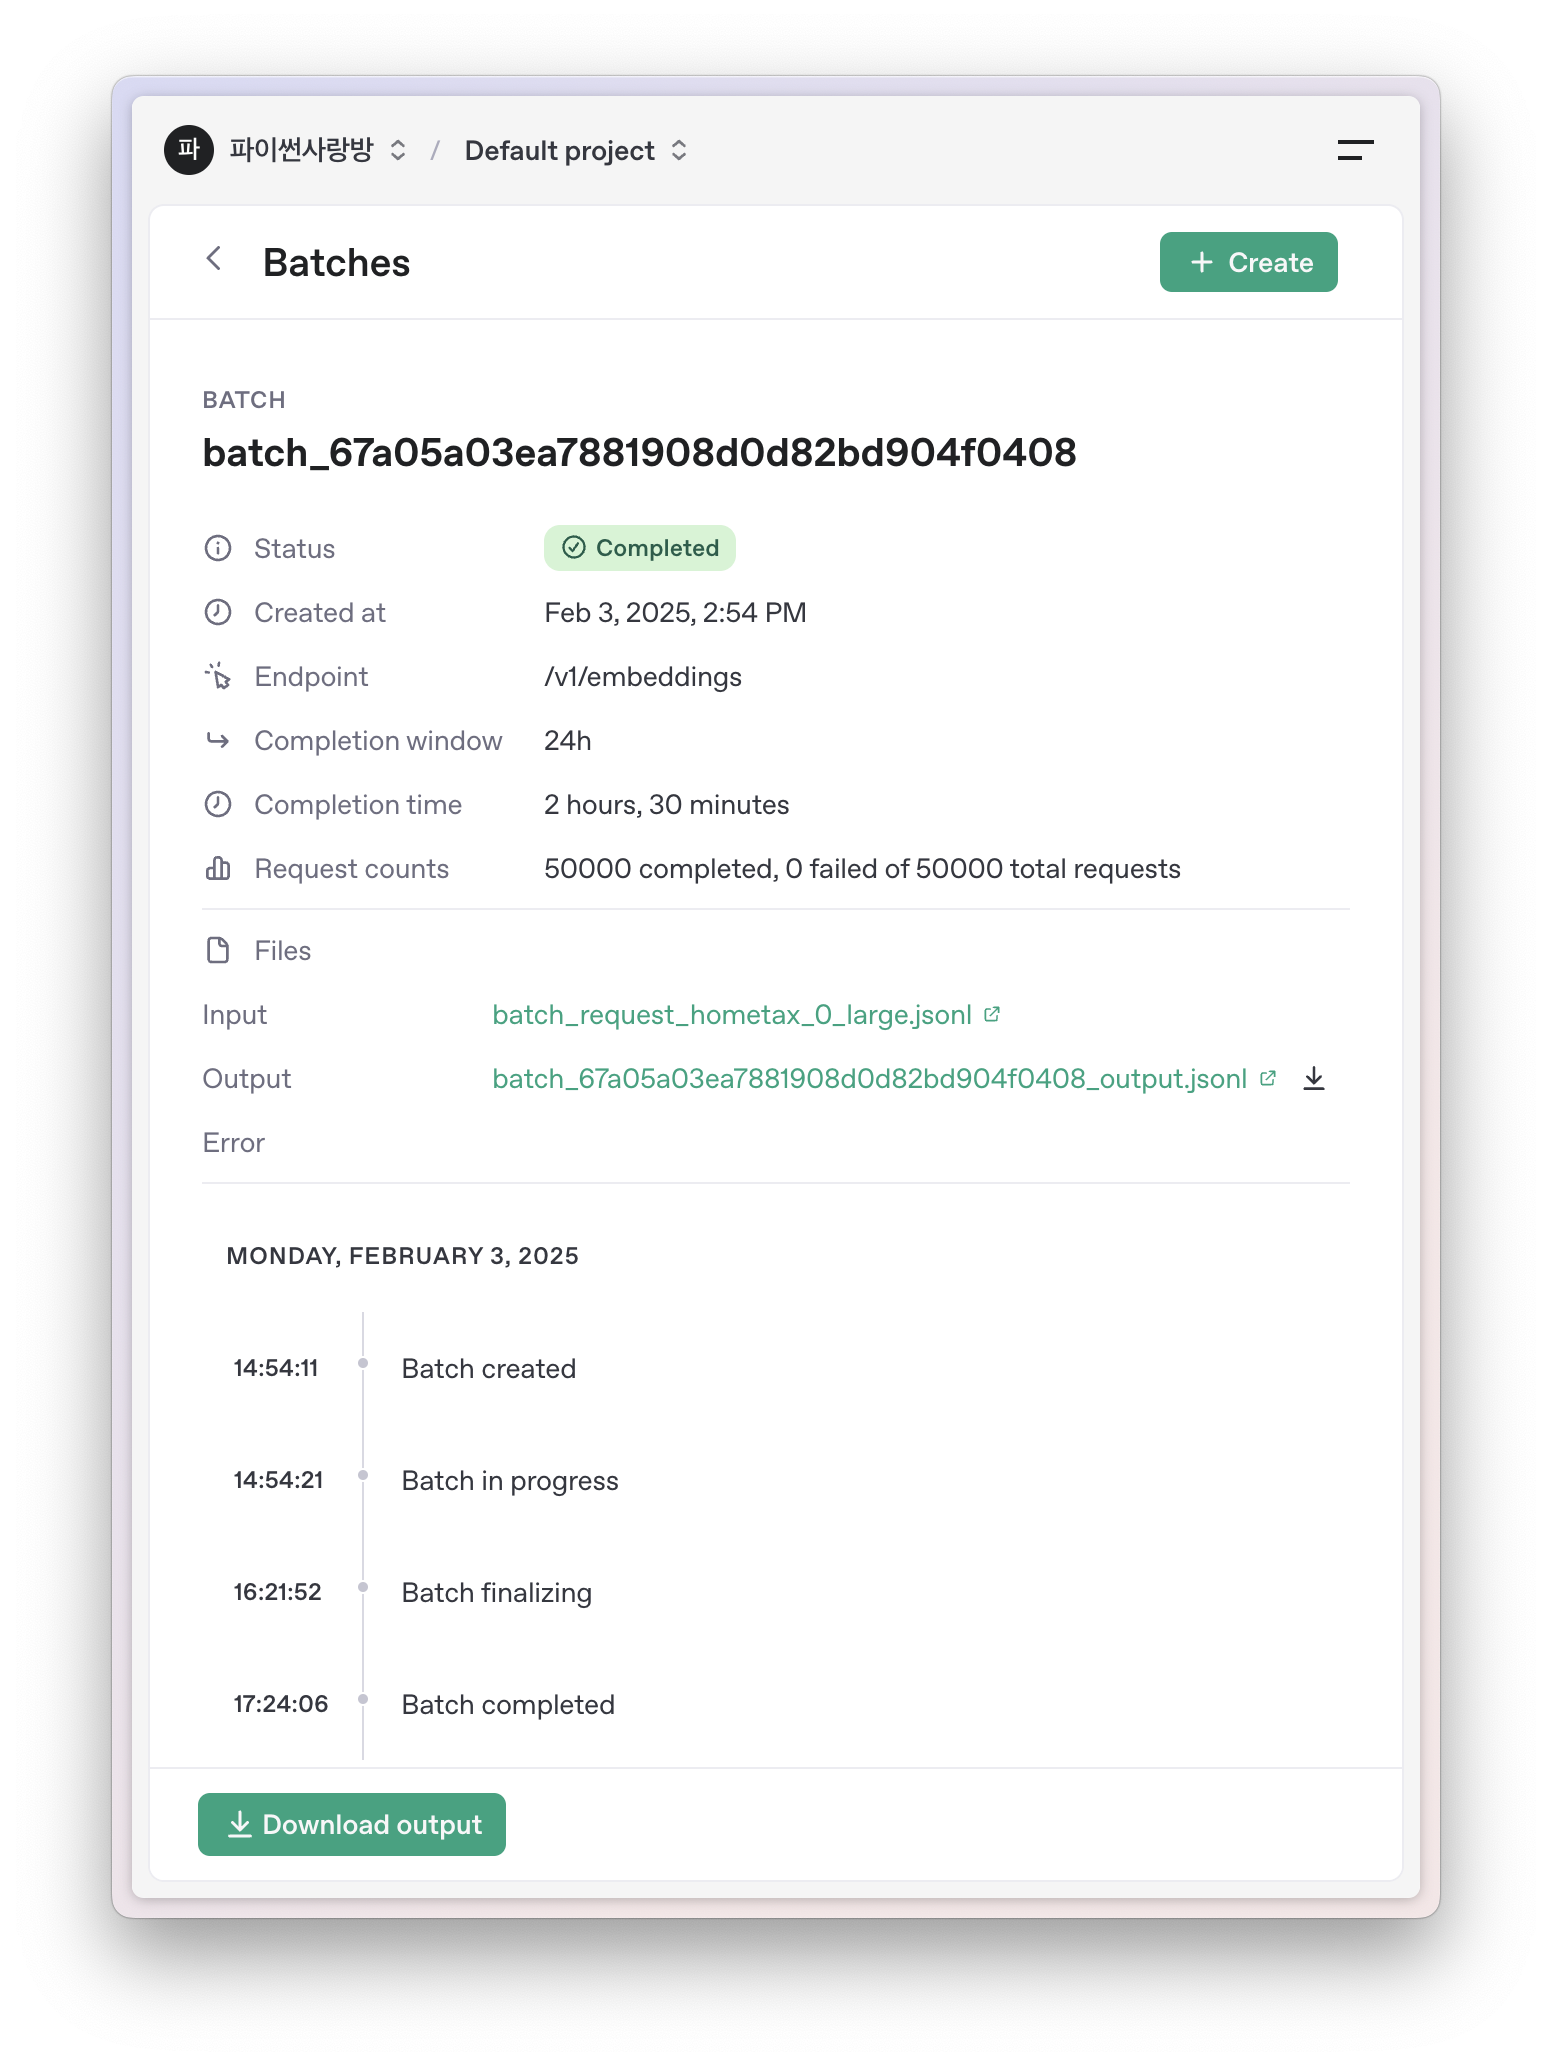 파 파이썬사랑방 / Default project
Batches
+ Create
BATCH
batch_67a05a03ea7881908d0d82bd904f0408
Status Completed
Created at Feb 3, 2025, 2:54 PM
Endpoint /v1/embeddings
Completion window 24h
Completion time 2 hours, 30 minutes
Request counts 50000 completed, 0 failed of 50000 total requests
Files
Input batch_request_hometax_0_large.jsonl
Output batch_67a05a03ea7881908d0d82bd904f0408_output.jsonl
Error
MONDAY, FEBRUARY 3, 2025
14:54:11 Batch created
14:54:21 Batch in progress
16:21:52 Batch finalizing
17:24:06 Batch completed
Download output